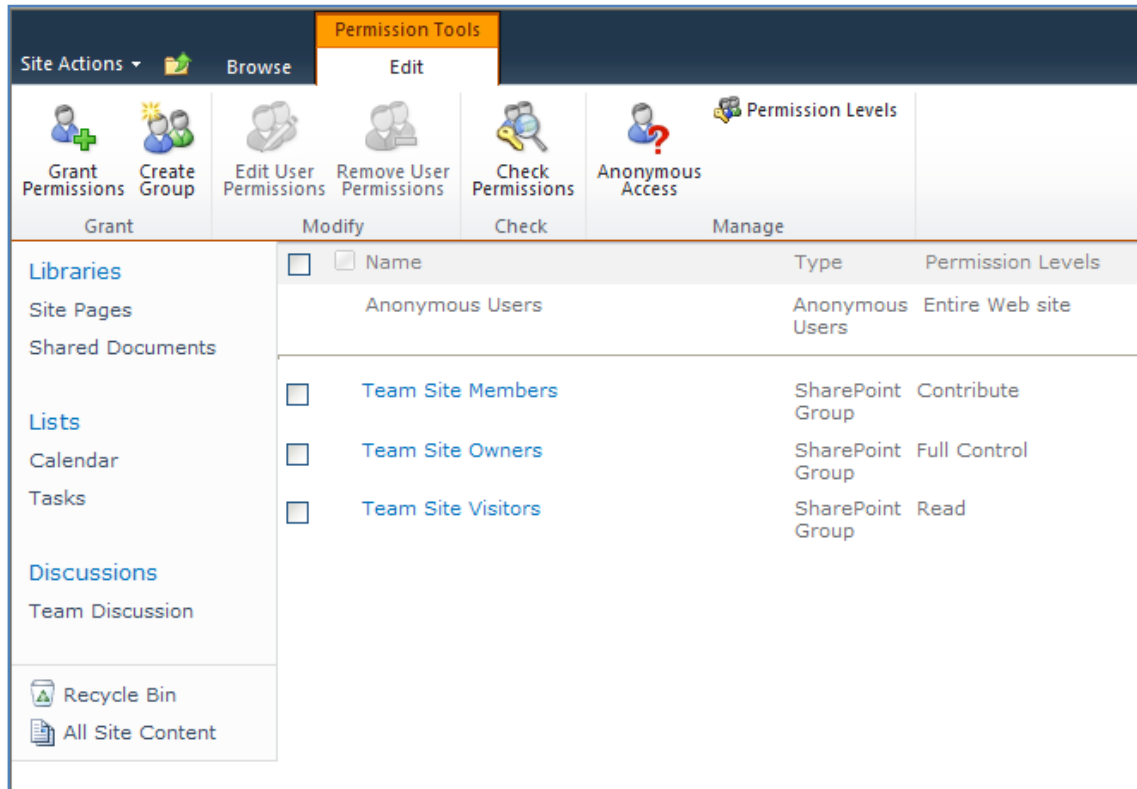 Permission Tools
Site Actions Browse Edit
Grant Permissions
Create Group
Edit User Permissions
Remove User Permissions
Check Permissions
Anonymous Access
Permission Levels
Grant
Modify
Check
Manage
Libraries
Site Pages
Shared Documents
Lists
Calendar
Tasks
Discussions
Team Discussion
Recycle Bin
All Site Content
Name Type Permission Levels
Anonymous Users Anonymous Users Entire Web site
Team Site Members SharePoint Group Contribute
Team Site Owners SharePoint Group Full Control
Team Site Visitors SharePoint Group Read